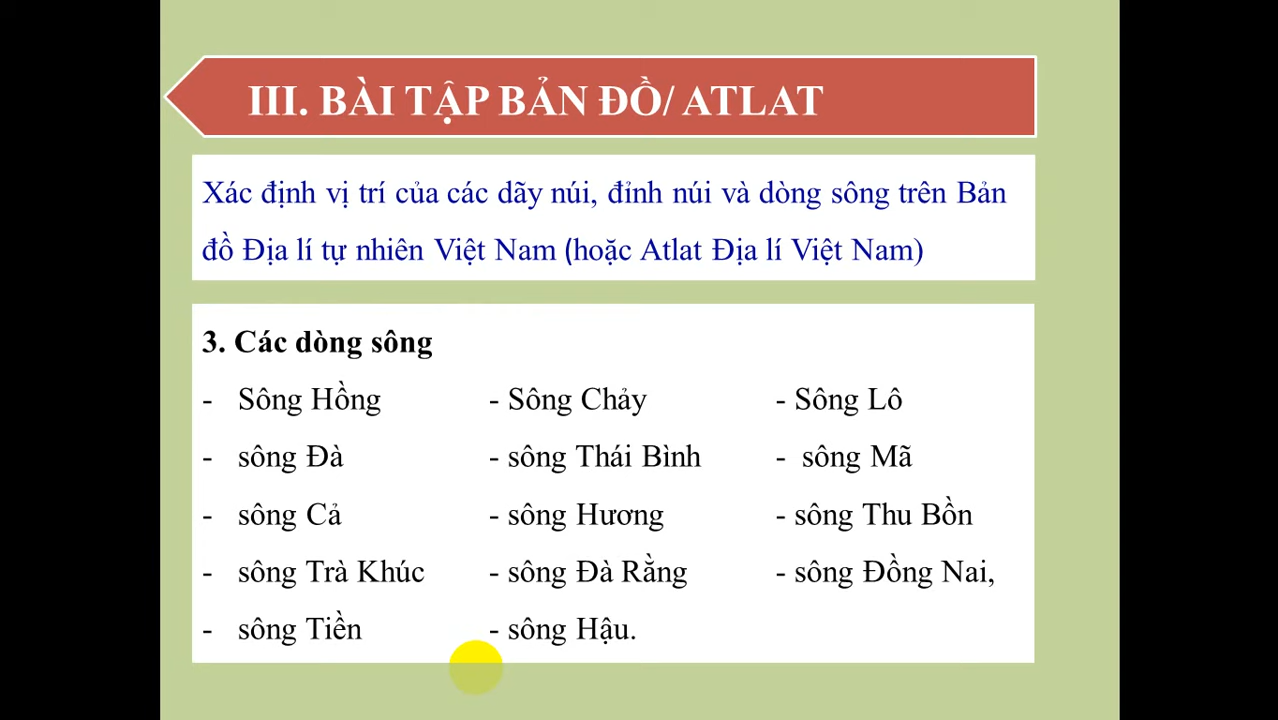 III. BÀI TẬP BẢN ĐỒ/ ATLAT
Xác định vị trí của các dãy núi, đỉnh núi và dòng sông trên Bản
đồ Địa lí tự nhiên Việt Nam (hoặc Atlat Địa lí Việt Nam)
3. Các dòng sông
- Sông Hồng - Sông Chảy - Sông Lô
- sông Đà - sông Thái Bình - sông Mã
- sông Cả - sông Hương - sông Thu Bồn
- sông Trà Khúc - sông Đà Rằng - sông Đồng Nai,
- sông Tiền - sông Hậu.